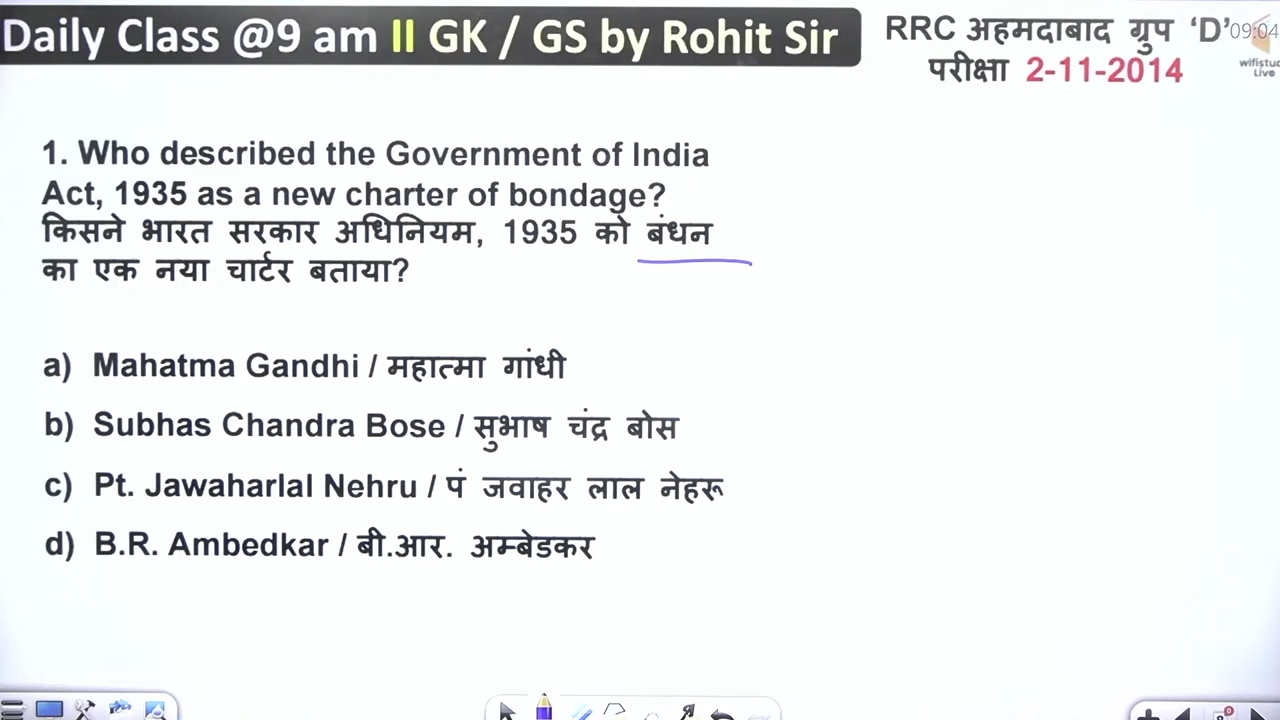 Daily Class @9 am II GK / GS by Rohit Sir
RRC अहमदाबाद ग्रुप ‘D’
09:04
परीक्षा 2-11-2014
wifistud
Live
1. Who described the Government of India
Act, 1935 as a new charter of bondage?
किसने भारत सरकार अधिनियम, 1935 को बंधन
का एक नया चार्टर बताया?
a) Mahatma Gandhi / महात्मा गांधी
b) Subhas Chandra Bose / सुभाष चंद्र बोस
c) Pt. Jawaharlal Nehru / पं जवाहर लाल नेहरू
d) B.R. Ambedkar / बी.आर. अम्बेडकर